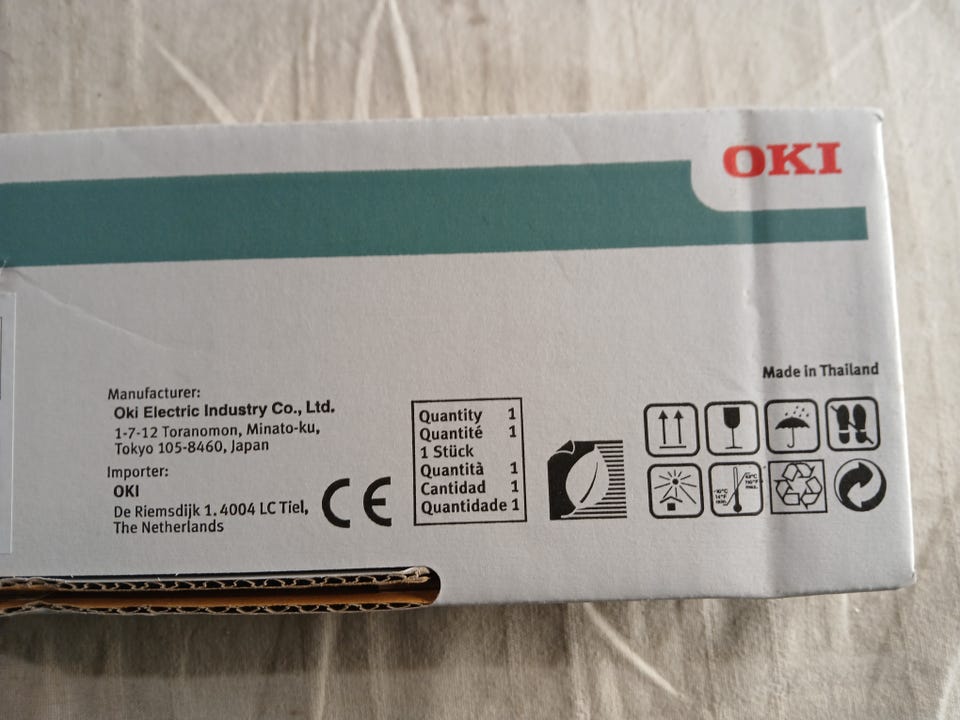 OKI
Made in Thailand
Manufacturer:
Oki Electric Industry Co., Ltd.
1-7-12 Toranomon, Minato-ku,
Tokyo 105-8460, Japan
Importer:
OKI
De Riemsdijk 1. 4004 LC Tiel,
The Netherlands
CE
Quantity 1
Quantité 1
1 Stück
Quantità 1
Cantidad 1
Quantidade 1